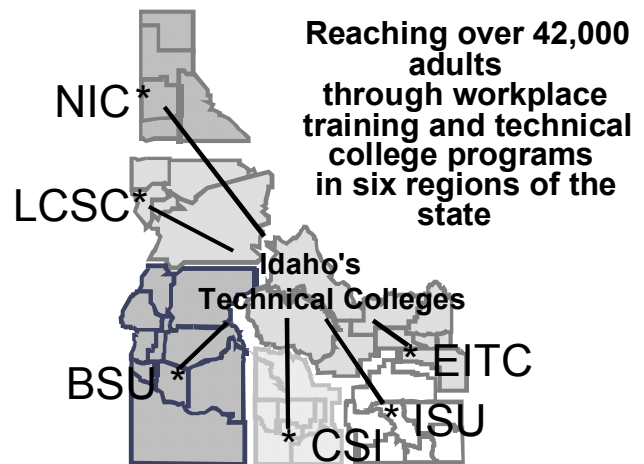 Reaching over 42,000
adults
through workplace
training and technical
college programs
in six regions of the
state
NIC*
LCSC*
Idaho's
Technical Colleges
BSU *
* EITC
* ISU
* CSI